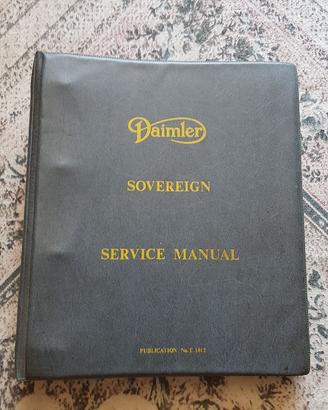 Daimler
SOVEREIGN
SERVICE MANUAL
PUBLICATION No. E